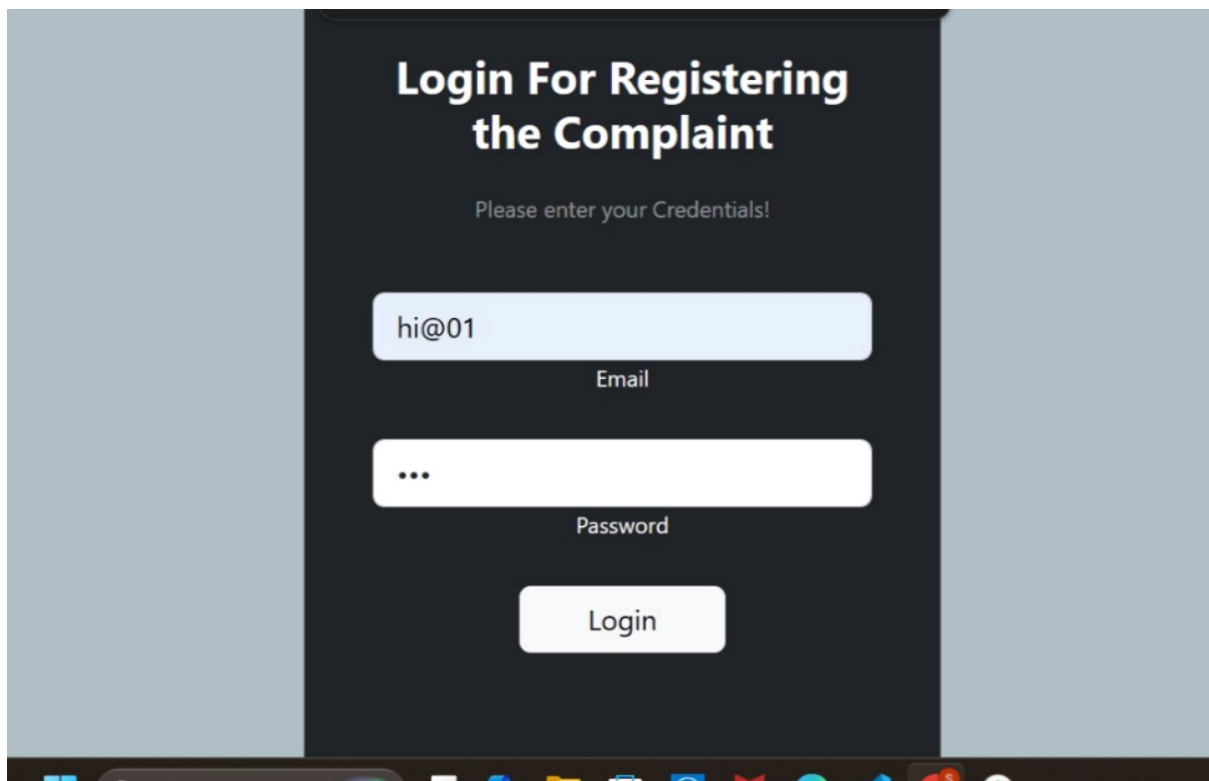 Login For Registering
the Complaint
Please enter your Credentials!
hi@01
Email
•••
Password
Login